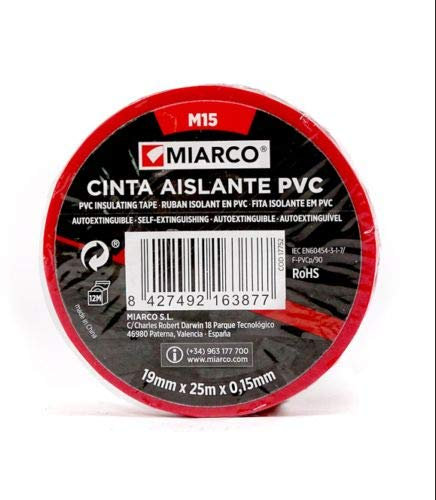 M15
MIARCO®
CINTA AISLANTE PVC
PVC INSULATING TAPE · RUBAN ISOLANT EN PVC · FITA ISOLANTE EM PVC
AUTOEXTINGUIBLE · SELF-EXTINGUISHING · AUTOEXTINGUIBLE · AUTOEXTINGUÍVEL
COD 17752
IEC EN60454-3-1-7/
F-PVCp/90
RoHS
12M
made in China
8 427492 163877
MIARCO S.L.
C/Charles Robert Darwin 18 Parque Tecnológico
46980 Paterna, Valencia - España
i (+34) 963 177 700
www.miarco.com
19mm x 25m x 0,15mm